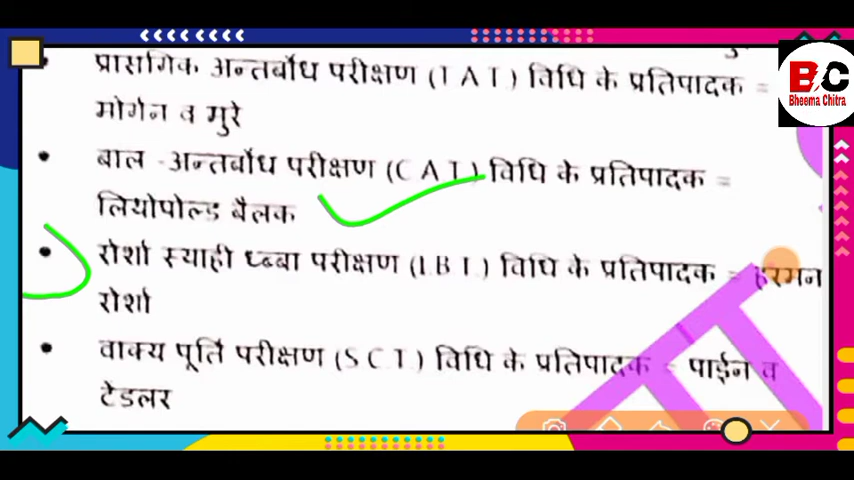 प्रासगिक अन्तर्बोध परीक्षण (T A T) विधि के प्रतिपादक =
मोर्गन व मुरे
बाल - अन्तर्बोध परीक्षण (C A T) विधि के प्रतिपादक =
लियोपोल्ड बैलक
रोर्शा स्याही ध्ब्बा परीक्षण (I.B T.) विधि के प्रतिपादक = हरमन
रोर्शा
वाक्य पूर्ति परीक्षण (S.C T.) विधि के प्रतिपादक = पाईन व
टेडलर
BC
Bheema Chitra